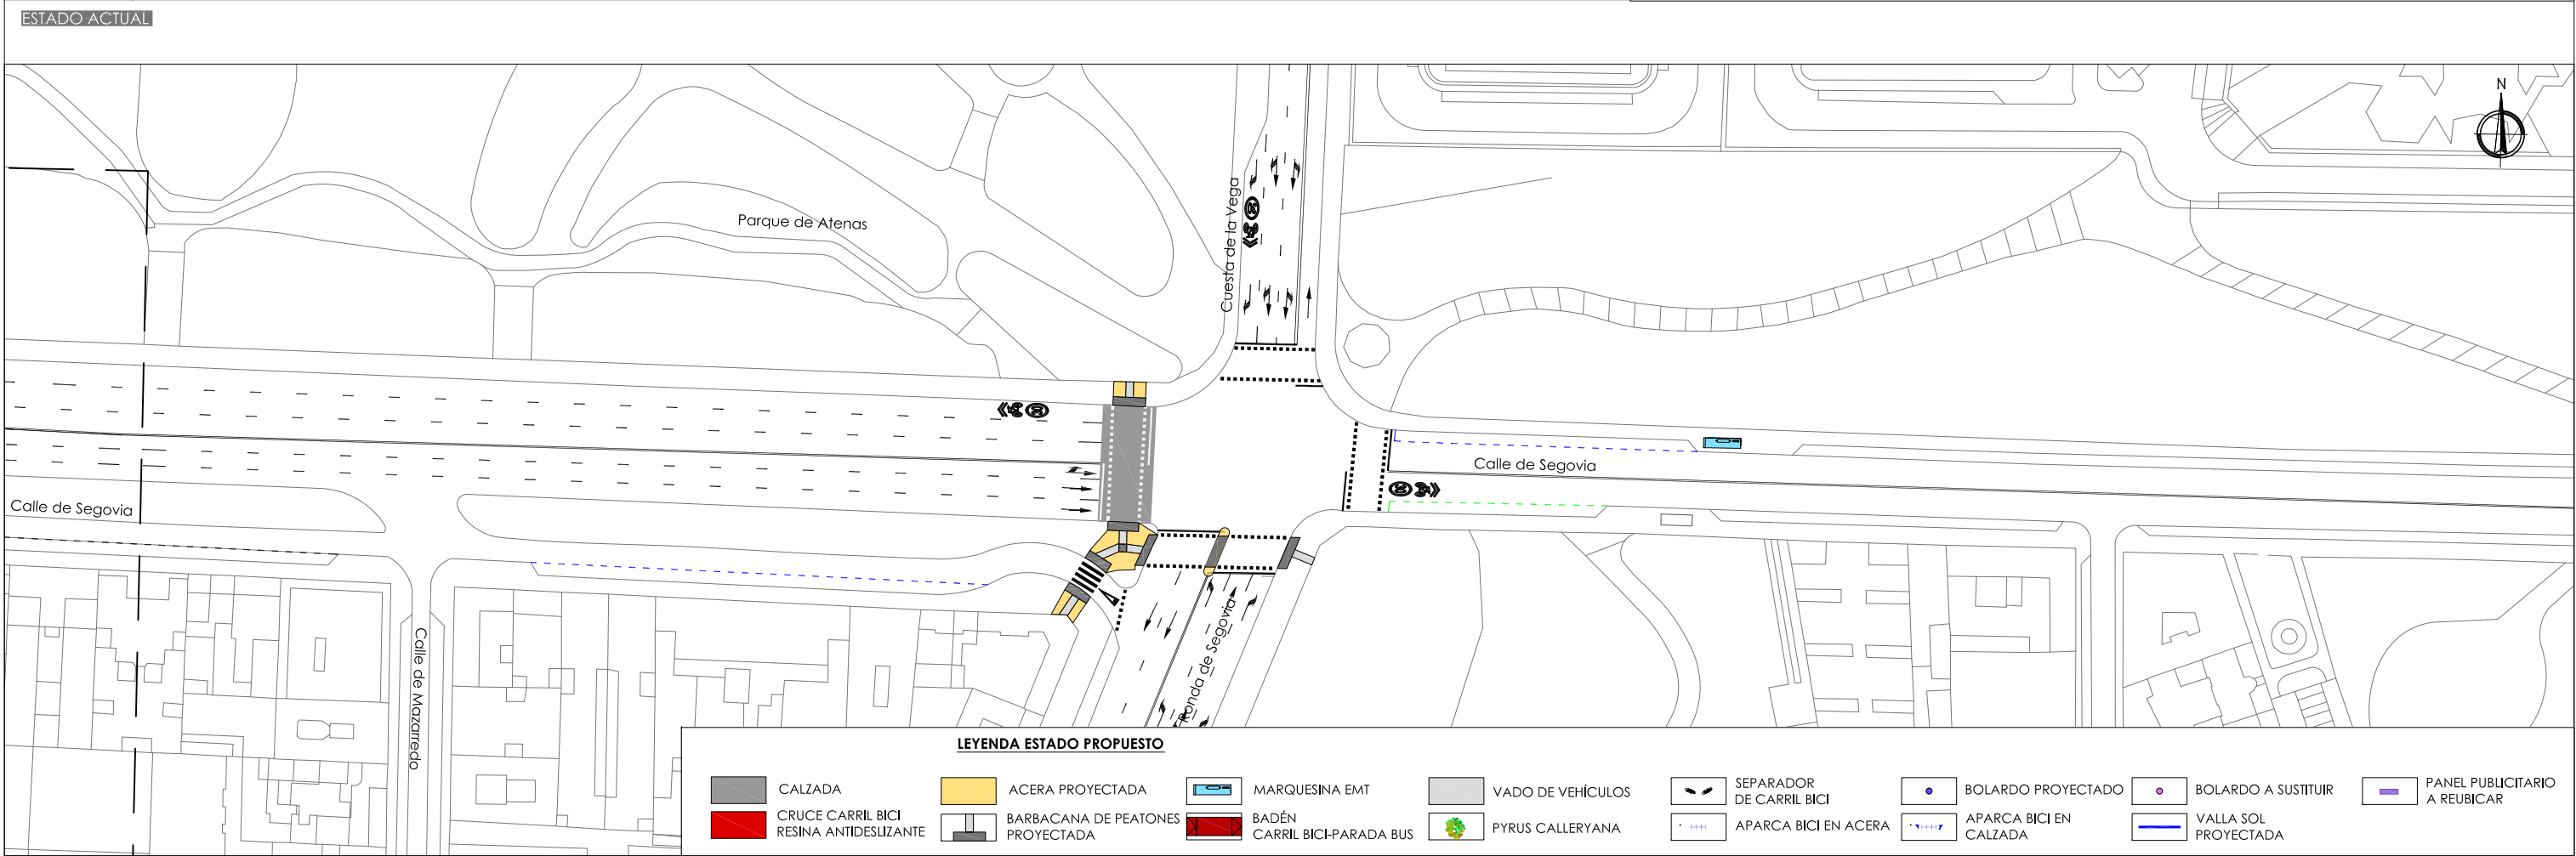 ESTADO ACTUAL
N
Parque de Atenas
Cuesta de la Vega
30
30
Calle de Segovia
30
Calle de Segovia
Calle de Mazarredo
Ronda de Segovia
LEYENDA ESTADO PROPUESTO
CALZADA
CRUCE CARRIL BICI
RESINA ANTIDESLIZANTE
ACERA PROYECTADA
BARBACANA DE PEATONES
PROYECTADA
MARQUESINA EMT
BADÉN
CARRIL BICI-PARADA BUS
VADO DE VEHÍCULOS
PYRUS CALLERYANA
SEPARADOR
DE CARRIL BICI
APARCA BICI EN ACERA
BOLARDO PROYECTADO
APARCA BICI EN
CALZADA
BOLARDO A SUSTITUIR
VALLA SOL
PROYECTADA
PANEL PUBLICITARIO
A REUBICAR